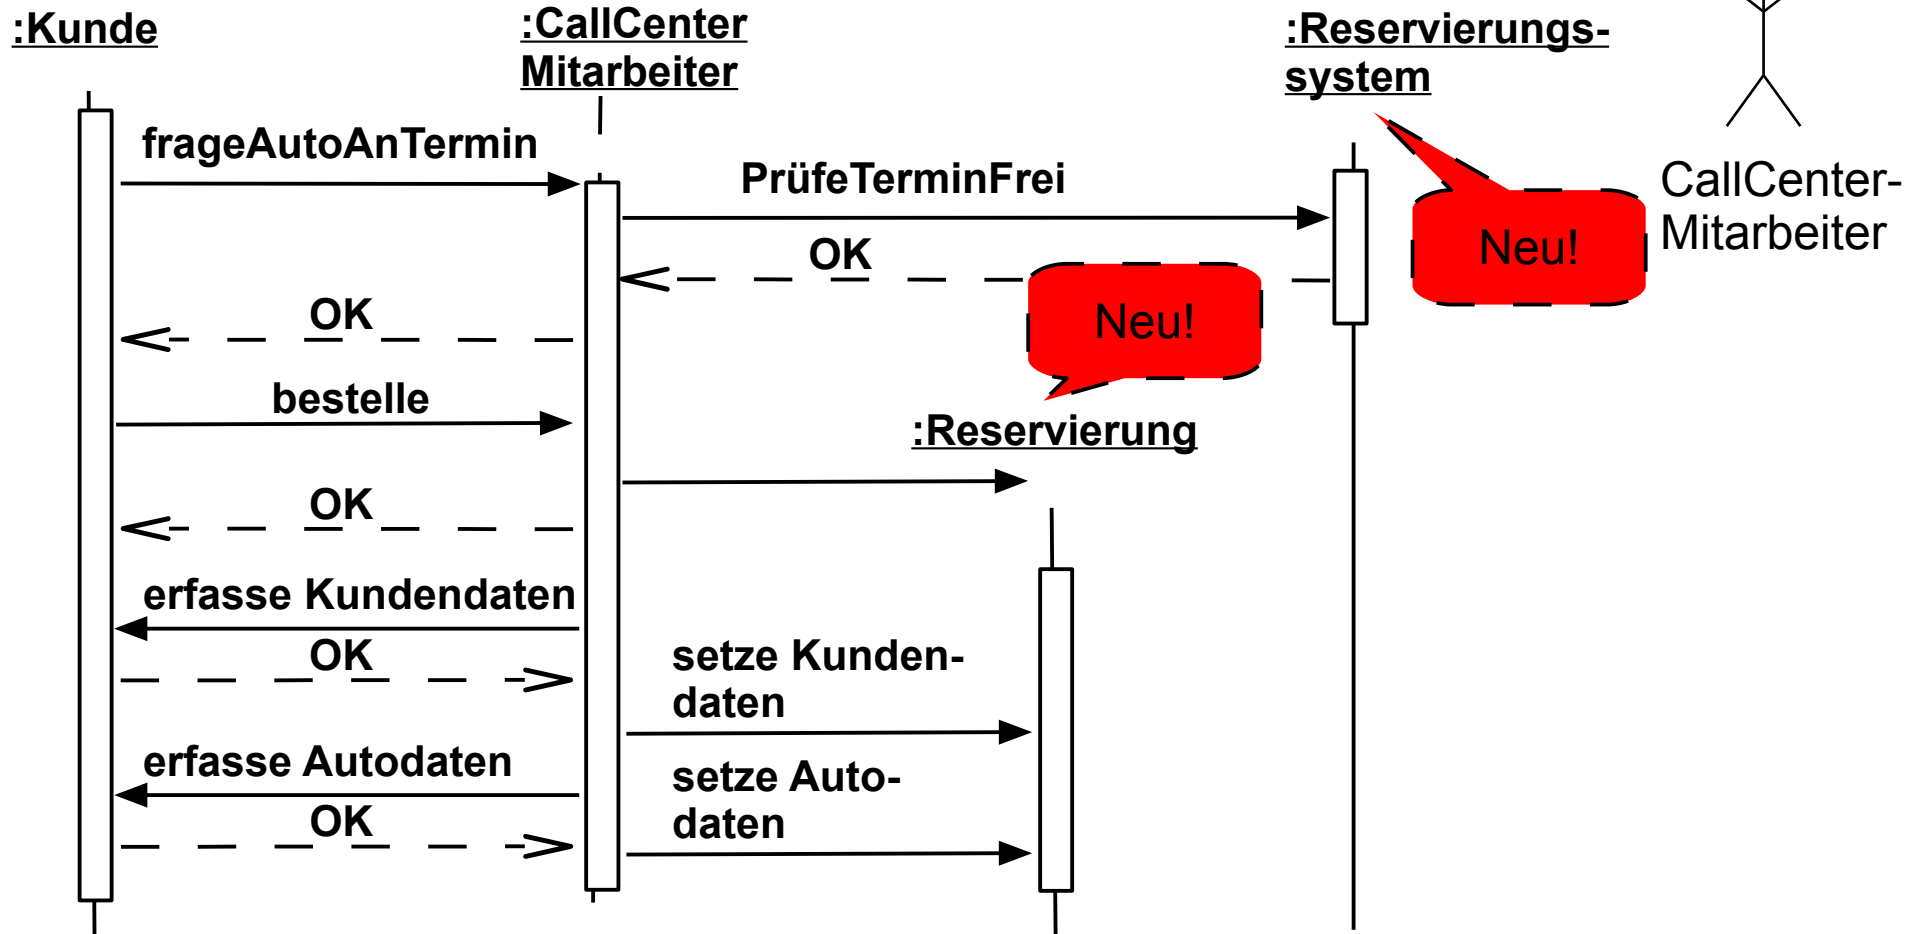 :Kunde
:CallCenter
Mitarbeiter
:Reservierungs-
system
frageAutoAnTermin
PrüfeTerminFrei
CallCenter-
Mitarbeiter
Neu!
OK
Neu!
OK
bestelle
:Reservierung
OK
erfasse Kundendaten
OK
setze Kunden-
daten
erfasse Autodaten
setze Auto-
daten
OK